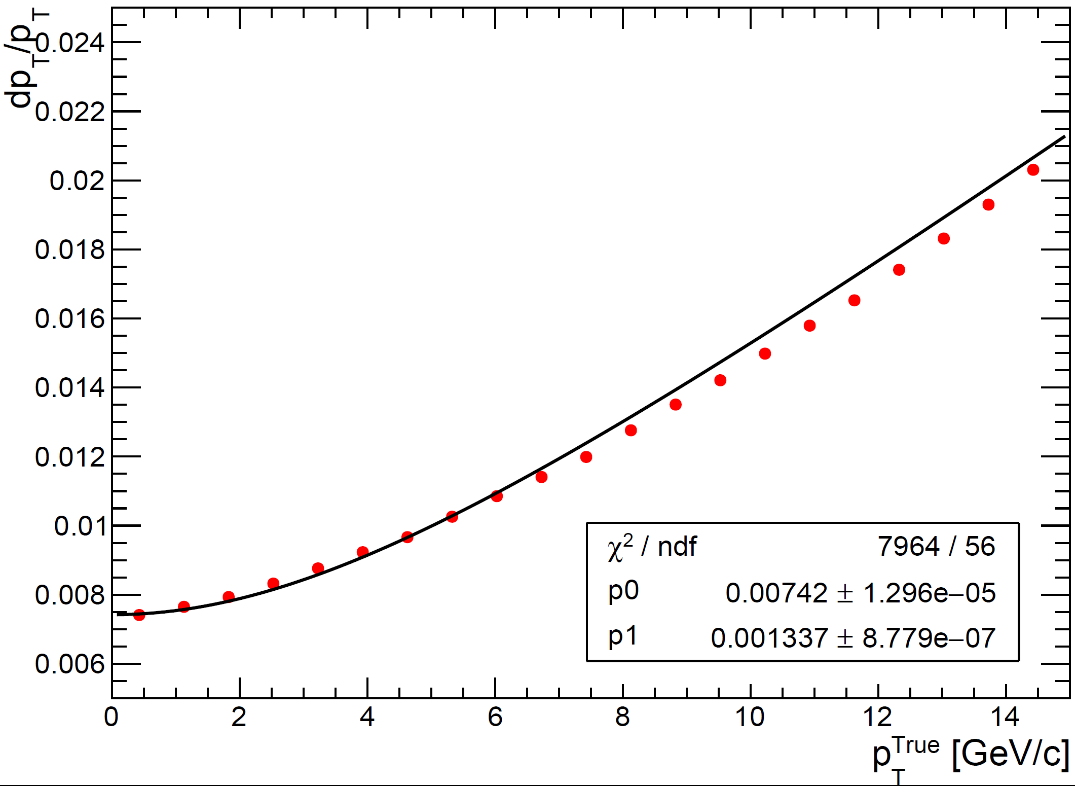 dp_T/p_T
0.024
0.022
0.02
0.018
0.016
0.014
0.012
0.01
0.008
0.006
χ² / ndf 7964 / 56
p0 0.00742 ± 1.296e−05
p1 0.001337 ± 8.779e−07
0 2 4 6 8 10 12 14
p_T^True [GeV/c]